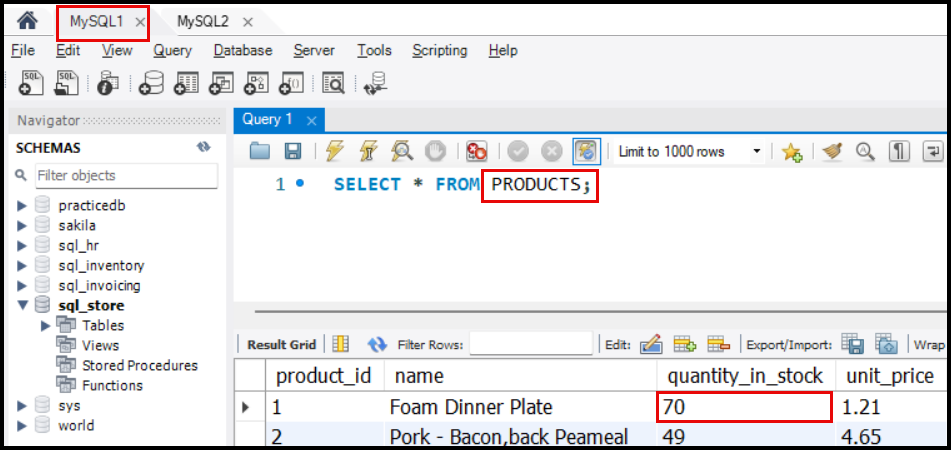 MySQL1 MySQL2
File Edit View Query Database Server Tools Scripting Help
Navigator
SCHEMAS
Filter objects
practicedb
sakila
sql_hr
sql_inventory
sql_invoicing
sql_store
Tables
Views
Stored Procedures
Functions
sys
world
Query 1
Limit to 1000 rows
1 SELECT * FROM PRODUCTS;
Result Grid Filter Rows: Edit: Export/Import: Wrap
product_id name quantity_in_stock unit_price
1 Foam Dinner Plate 70 1.21
2 Pork - Bacon,back Peameal 49 4.65